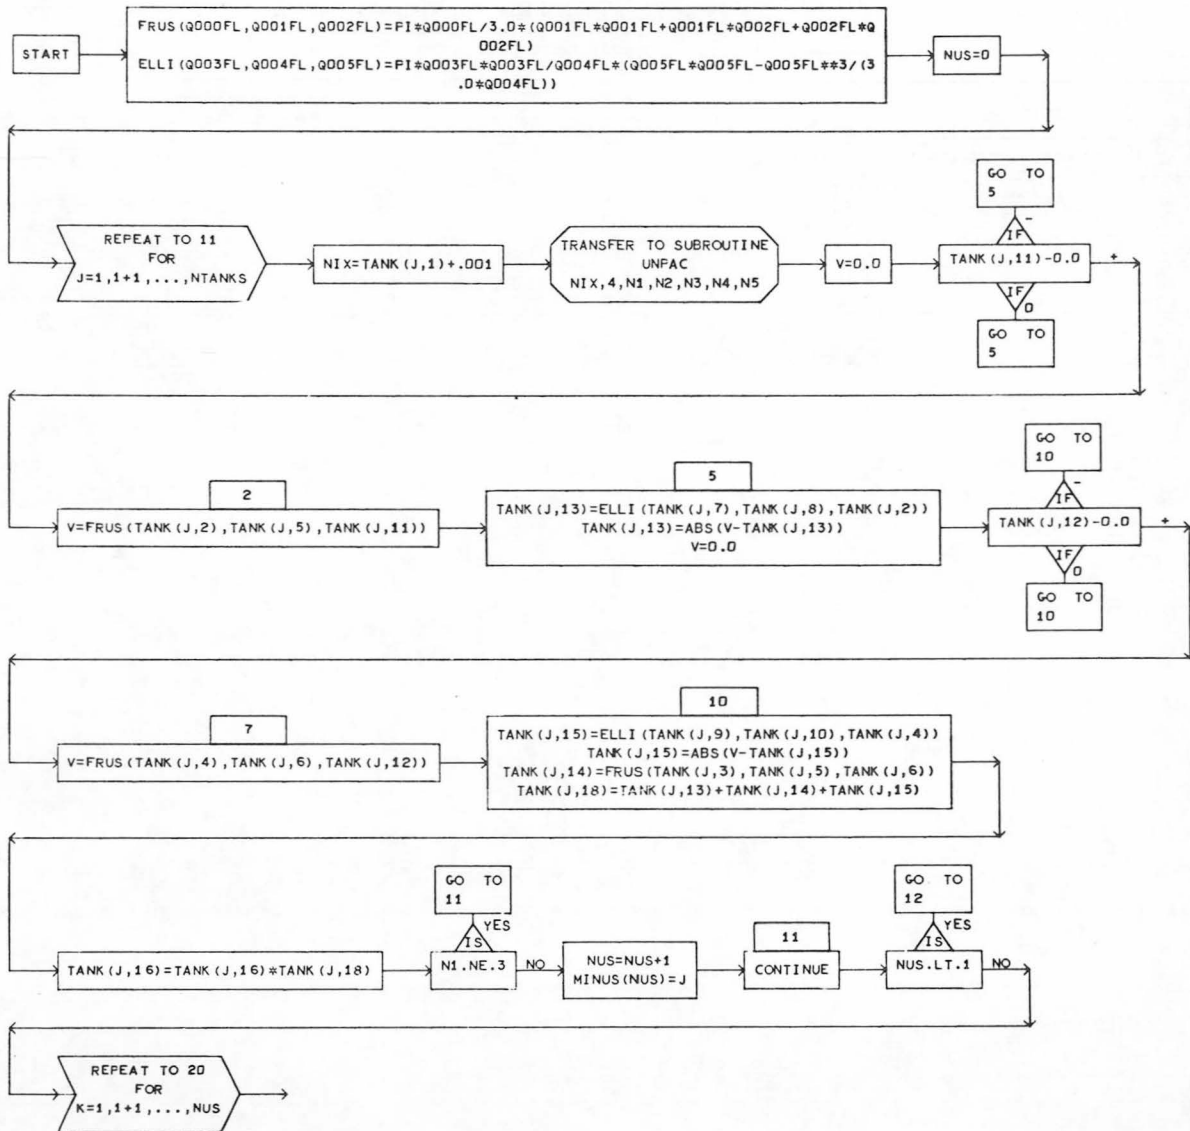 START
FRUS(Q000FL,Q001FL,Q002FL)=PI*Q000FL/3.0*(Q001FL*Q001FL+Q001FL*Q002FL+Q002FL*Q
002FL)
ELLI(Q003FL,Q004FL,Q005FL)=PI*Q003FL*Q003FL/Q004FL*(Q005FL*Q005FL-Q005FL**3/(3
.0*Q004FL))
NUS=0
REPEAT TO 11
FOR
J=1,1+1,...,NTANKS
NIX=TANK(J,1)+.001
TRANSFER TO SUBROUTINE
UNPAC
NIX,4,N1,N2,N3,N4,N5
V=0.0
GO TO
5
-
IF
TANK(J,11)-0.0
+
IF
0
GO TO
5
2
V=FRUS(TANK(J,2),TANK(J,5),TANK(J,11))
5
TANK(J,13)=ELLI(TANK(J,7),TANK(J,8),TANK(J,2))
TANK(J,13)=ABS(V-TANK(J,13))
V=0.0
GO TO
10
-
IF
TANK(J,12)-0.0
+
IF
0
GO TO
10
7
V=FRUS(TANK(J,4),TANK(J,6),TANK(J,12))
10
TANK(J,15)=ELLI(TANK(J,9),TANK(J,10),TANK(J,4))
TANK(J,15)=ABS(V-TANK(J,15))
TANK(J,14)=FRUS(TANK(J,3),TANK(J,5),TANK(J,6))
TANK(J,18)=TANK(J,13)+TANK(J,14)+TANK(J,15)
TANK(J,16)=TANK(J,16)*TANK(J,18)
GO TO
11
YES
IS
N1.NE.3
NO
NUS=NUS+1
MINUS(NUS)=J
11
CONTINUE
GO TO
12
YES
IS
NUS.LT.1
NO
REPEAT TO 20
FOR
K=1,1+1,...,NUS